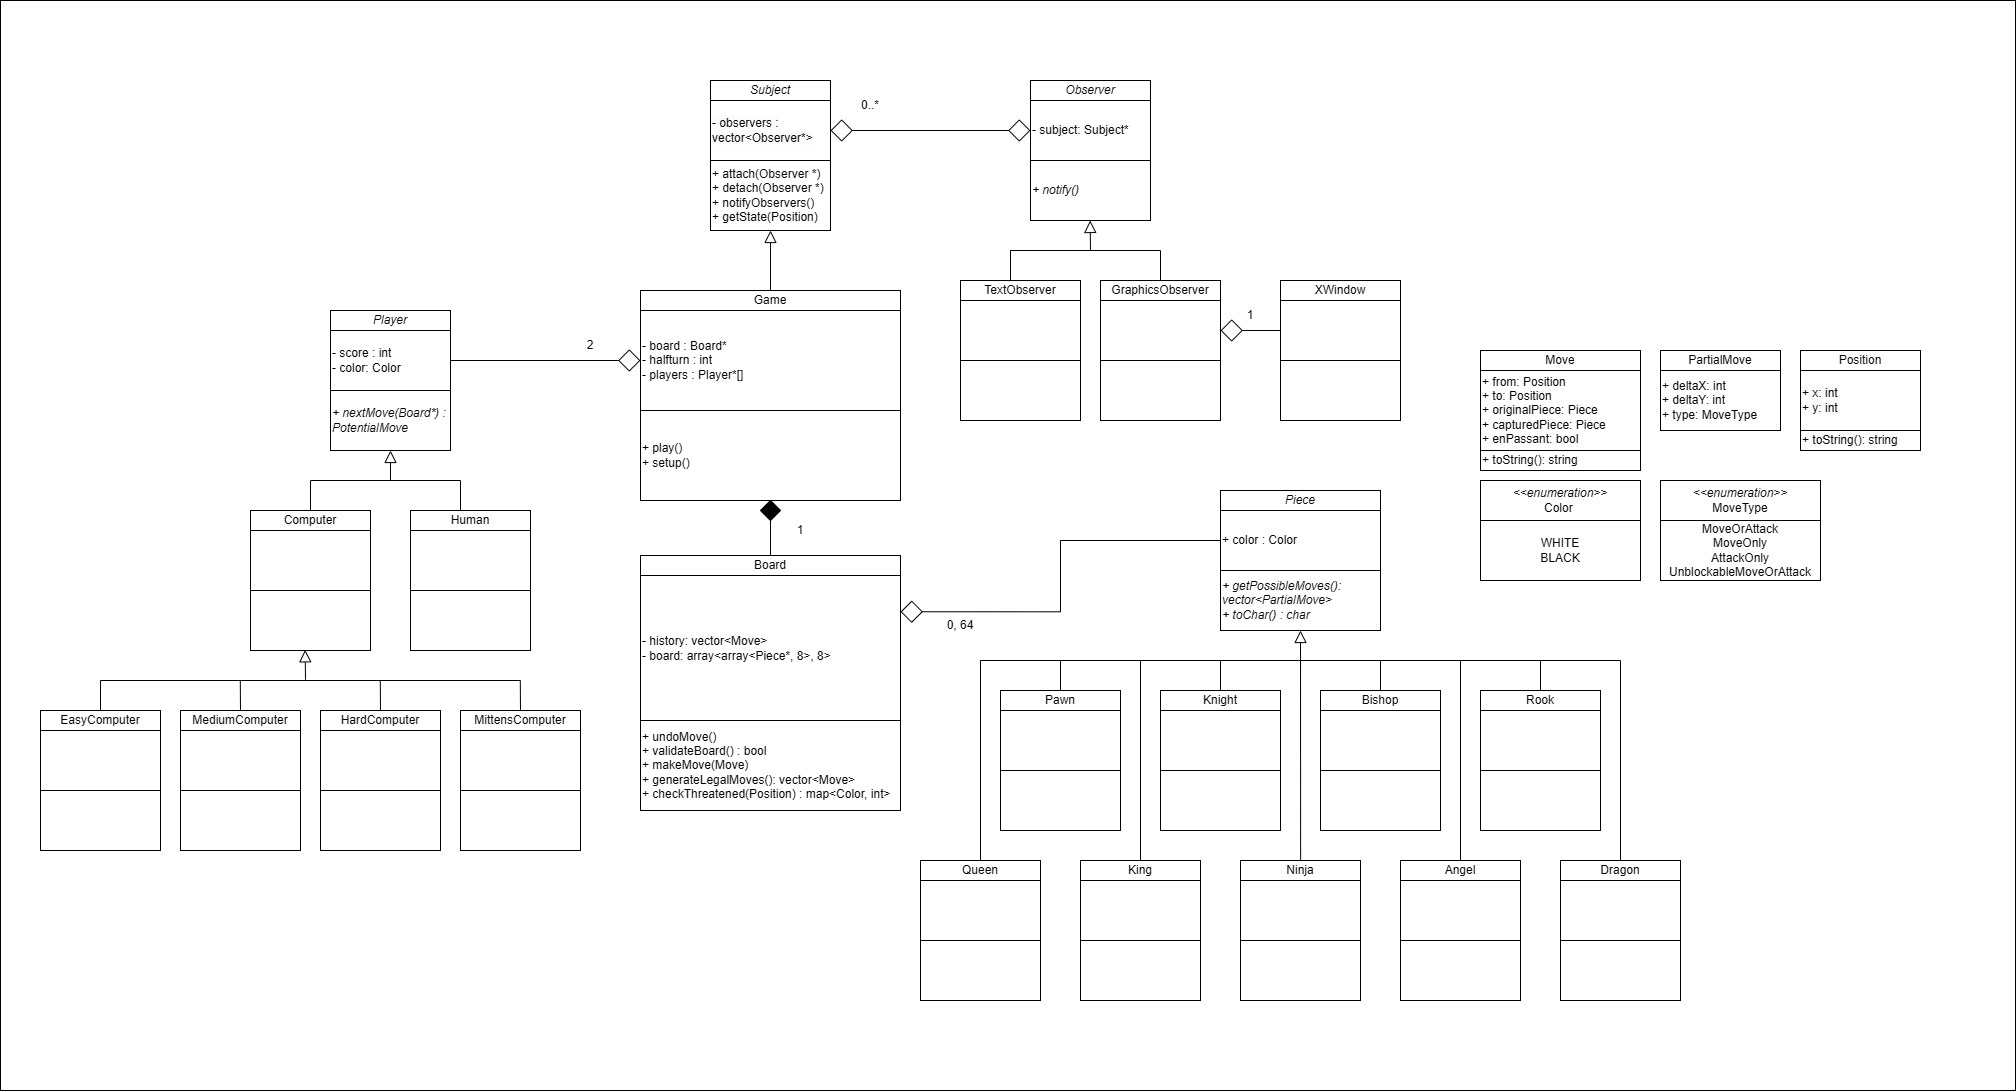 Subject
- observers :
vector<Observer*>
+ attach(Observer *)
+ detach(Observer *)
+ notifyObservers()
+ getState(Position)
0..*
Observer
- subject: Subject*
+ notify()
TextObserver
GraphicsObserver
1
XWindow
Player
- score : int
- color: Color
+ nextMove(Board*) :
PotentialMove
2
Game
- board : Board*
- halfturn : int
- players : Player*[]
+ play()
+ setup()
1
Move
+ from: Position
+ to: Position
+ originalPiece: Piece
+ capturedPiece: Piece
+ enPassant: bool
+ toString(): string
PartialMove
+ deltaX: int
+ deltaY: int
+ type: MoveType
Position
+ x: int
+ y: int
+ toString(): string
<<enumeration>>
Color
WHITE
BLACK
<<enumeration>>
MoveType
MoveOrAttack
MoveOnly
AttackOnly
UnblockableMoveOrAttack
Computer
Human
EasyComputer
MediumComputer
HardComputer
MittensComputer
Board
- history: vector<Move>
- board: array<array<Piece*, 8>, 8>
+ undoMove()
+ validateBoard() : bool
+ makeMove(Move)
+ generateLegalMoves(): vector<Move>
+ checkThreatened(Position) : map<Color, int>
0, 64
Piece
+ color : Color
+ getPossibleMoves():
vector<PartialMove>
+ toChar() : char
Pawn
Knight
Bishop
Rook
Queen
King
Ninja
Angel
Dragon